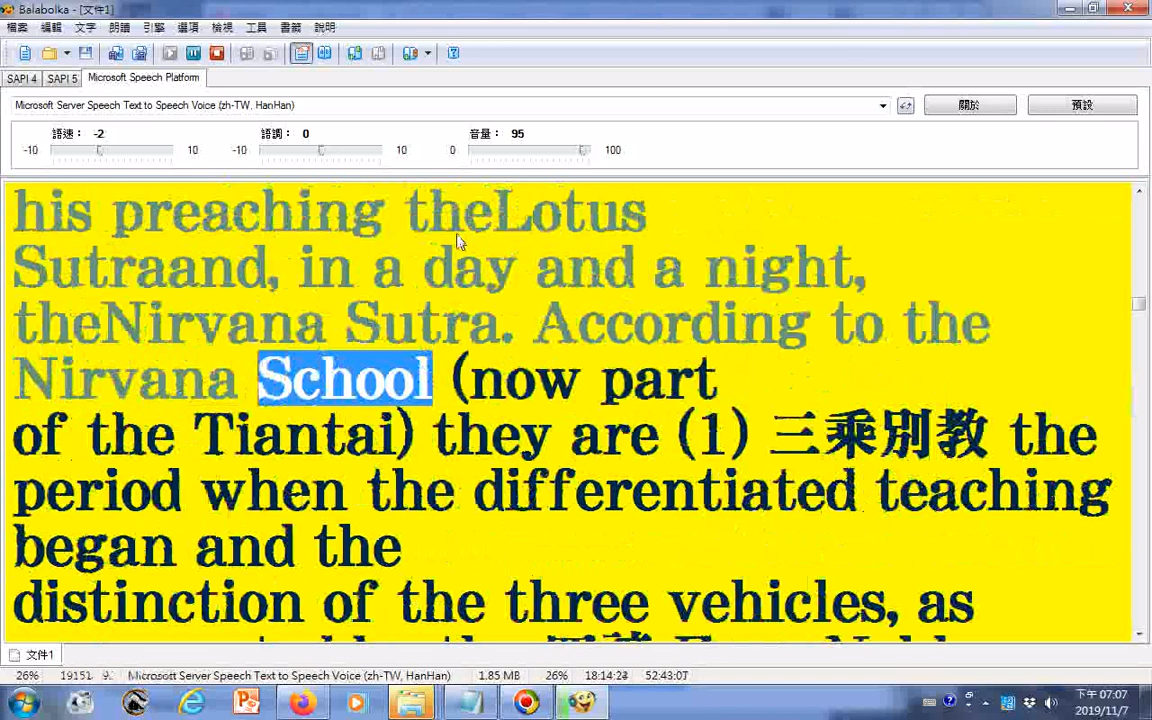 Balabolka - [文件1]
檔案 編輯 文字 朗讀 引擎 選項 檢視 工具 書籤 說明
SAPI 4 SAPI 5 Microsoft Speech Platform
Microsoft Server Speech Text to Speech Voice (zh-TW, HanHan) 關於 預設
語速： -2 語調： 0 音量： 95
-10 10 -10 10 0 100
his preaching theLotus
Sutraand, in a day and a night,
theNirvana Sutra. According to the
Nirvana School (now part
of the Tiantai) they are (1) 三乘別教 the
period when the differentiated teaching
began and the
distinction of the three vehicles, as
文件1
26% 19151 Microsoft Server Speech Text to Speech Voice (zh-TW, HanHan) 1.85 MB 26% 18:14:23 52:43:07
下午 07:07
2019/11/7